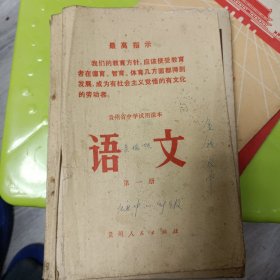 最高指示
我们的教育方针，应该使受教育
者在德育、智育、体育几方面都得到
发展，成为有社会主义觉悟的有文化
的劳动者。
贵州省中学试用课本
语文
第一册
贵州人民出版社